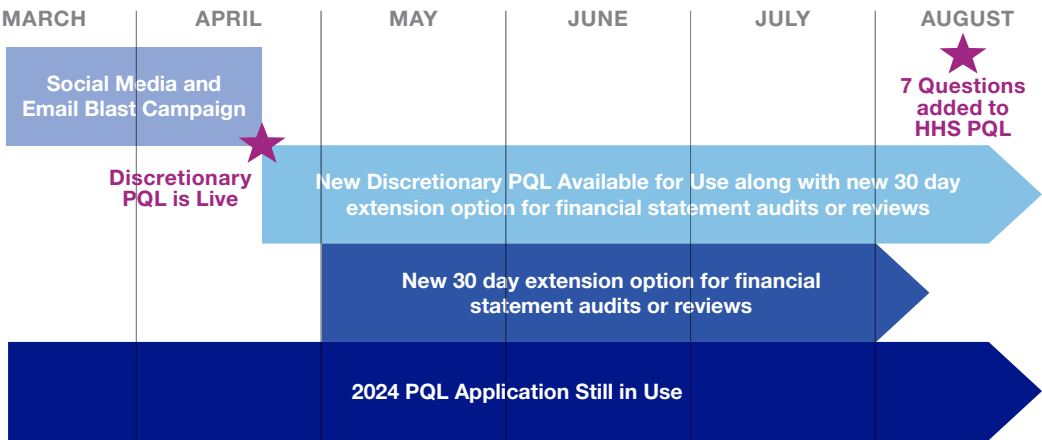 MARCH APRIL MAY JUNE JULY AUGUST
Social Media and
Email Blast Campaign
7 Questions
added to
HHS PQL
Discretionary
PQL is Live
New Discretionary PQL Available for Use along with new 30 day
extension option for financial statement audits or reviews
New 30 day extension option for financial
statement audits or reviews
2024 PQL Application Still in Use